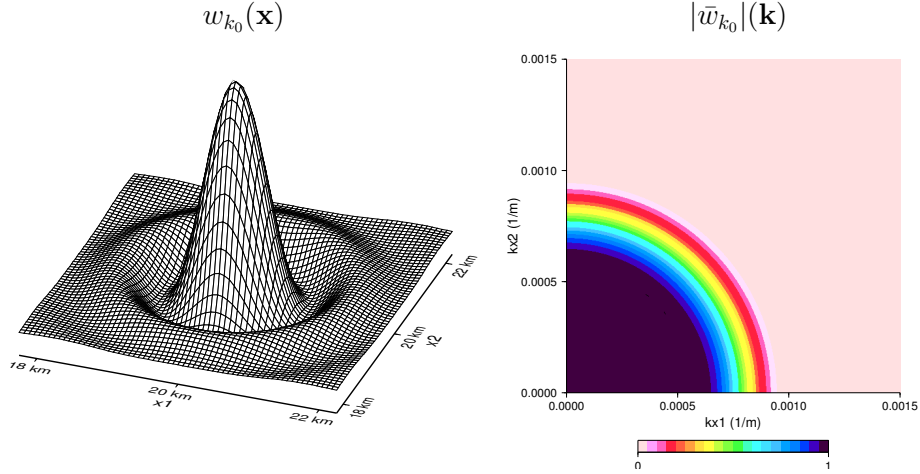 w_{k_0}(𝐱)
|w̄_{k_0}|(𝐤)
18 km
20 km
22 km
x1
18 km
20 km
22 km
x2
0.0015
0.0010
0.0005
0.0000
kx2 (1/m)
0.0000 0.0005 0.0010 0.0015
kx1 (1/m)
0 1